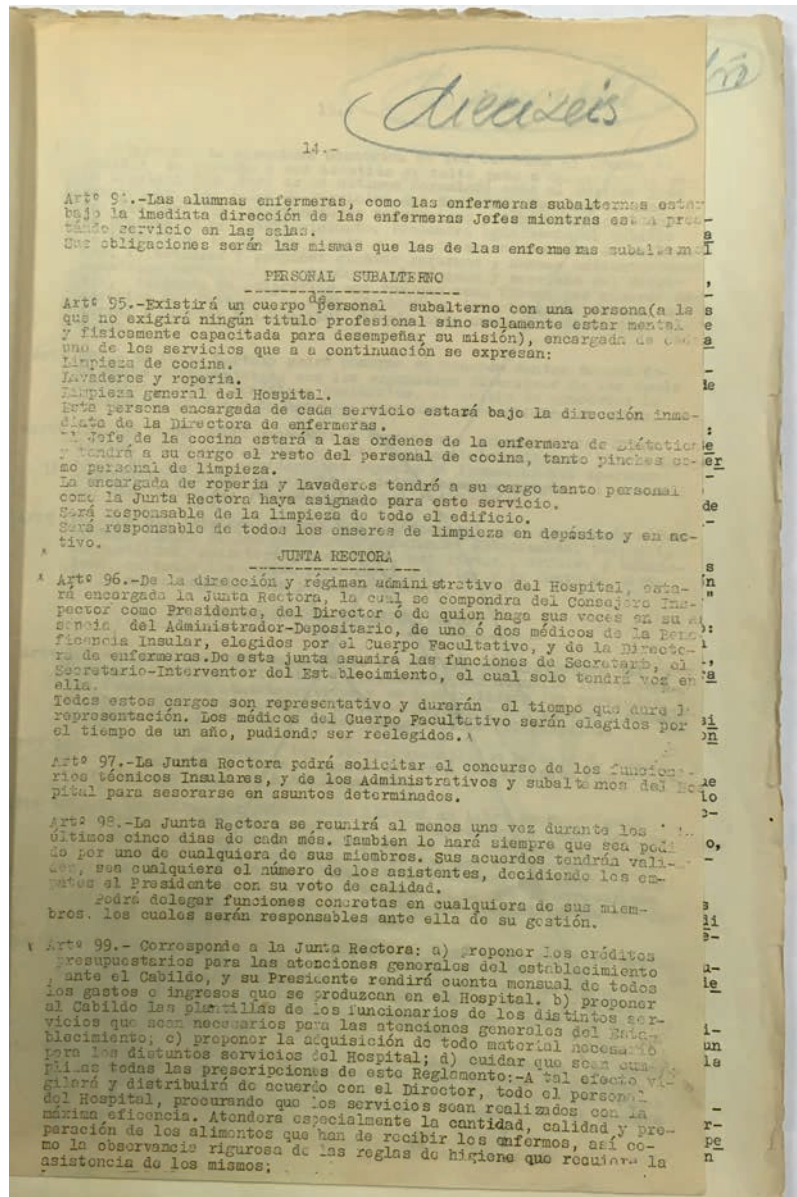 dieciseis
14.-
Artº 9 .-Las alumnas enfermeras, como las enfermeras subalternas
bajo la imediata dirección de las enfermeras Jefes mientras
servicio en las salas.
Sus obligaciones serán las mismas que las de las enfermeras
PERSONAL SUBALTERNO
Artº 95.-Existirá un cuerpo de personal subalterno con una persona(a la
que no exigirá ningún titulo profesional sino solamente estar mental
y fisicamente capacitada para desempeñar su misión), encargada de cada
uno de los servicios que a a continuación se expresan:
Limpieza de cocina.
Lavaderos y roperia.
Limpieza general del Hospital.
Esta persona encargada de cada servicio estará bajo la dirección inme-
diata de la Directora de enfermeras.
El Jefe de la cocina estará a las ordenes de la enfermera de
y tendrá a su cargo el resto del personal de cocina, tanto pinches co-
mo personal de limpieza.
La encargada de roperia y lavaderos tendrá a su cargo tanto personal
como la Junta Rectora haya asignado para este servicio.
Será responsable de la limpieza de todo el edificio.
Será responsable de todos los enseres de limpieza en depósito y en ac-
tivo.
JUNTA RECTORA
Artº 96.-De la dirección y régimen administrativo del Hospital, esta-
rá encargada la Junta Rectora, la cual se compondra del Consejero Ins-
pector como Presidente, del Director ó de quien haga sus veces en su
sencia, del Administrador-Depositario, de uno ó dos médicos de la Bene-
ficencia Insular, elegidos por el Cuerpo Facultativo, y de la Directo-
ra de enfermeras.De esta junta asumirá las funciones de el
Secretario-Interventor del Establecimiento, el cual solo tendrá voz en
ella.
Todos estos cargos son representativo y durarán el tiempo que dure
representación. Los médicos del Cuerpo Facultativo serán elegidos por
el tiempo de un año, pudiendo ser reelegidos.
Artº 97.-La Junta Rectora podrá solicitar el concurso de los funciona-
rios técnicos Insulares, y de los Administrativos y subalternos del Hos-
pital para sesorarse en asuntos determinados.
Artº 98.-La Junta Rectora se reunirá al menos una vez durante los
últimos cinco dias de cada més. Tambien lo hará siempre que sea pedi-
do por uno de cualquiera de sus miembros. Sus acuerdos tendrán vali-
dez, sea cualquiera el número de los asistentes, decidiendo los em-
pates el Presidente con su voto de calidad.
Podrá delegar funciones concretas en cualquiera de sus miem-
bros. los cuales serán responsables ante ella de su gestión.
Artº 99.- Corresponde a la Junta Rectora: a) proponer los créditos
presupuestarios para las atenciones generales del establecimiento
, ante el Cabildo, y su Presidente rendirá cuenta mensual de todos
los gastos e ingresos que se produzcan en el Hospital. b) proponer
al Cabildo las plantillas de los funcionarios de los distintos ser-
vicios que sean necesarios para las atenciones generales del Esta-
blecimiento; c) proponer la adquisición de todo material necesario
para los distuntos servicios del Hospital; d) cuidar que sean cum-
plidas todas las prescripciones de este Reglamento:-A tal efecto vi-
gilará y distribuirá de acuerdo con el Director, todo el personal
del Hospital, procurando que los servicios sean realizados con la
máxima eficencia. Atendera especialmente la cantidad, calidad y pre-
paración de los alimentos que han de recibir los enfermos, así co-
mo la observancia rigurosa de las reglas de higiene que requiera la
asistencia de los mismos;